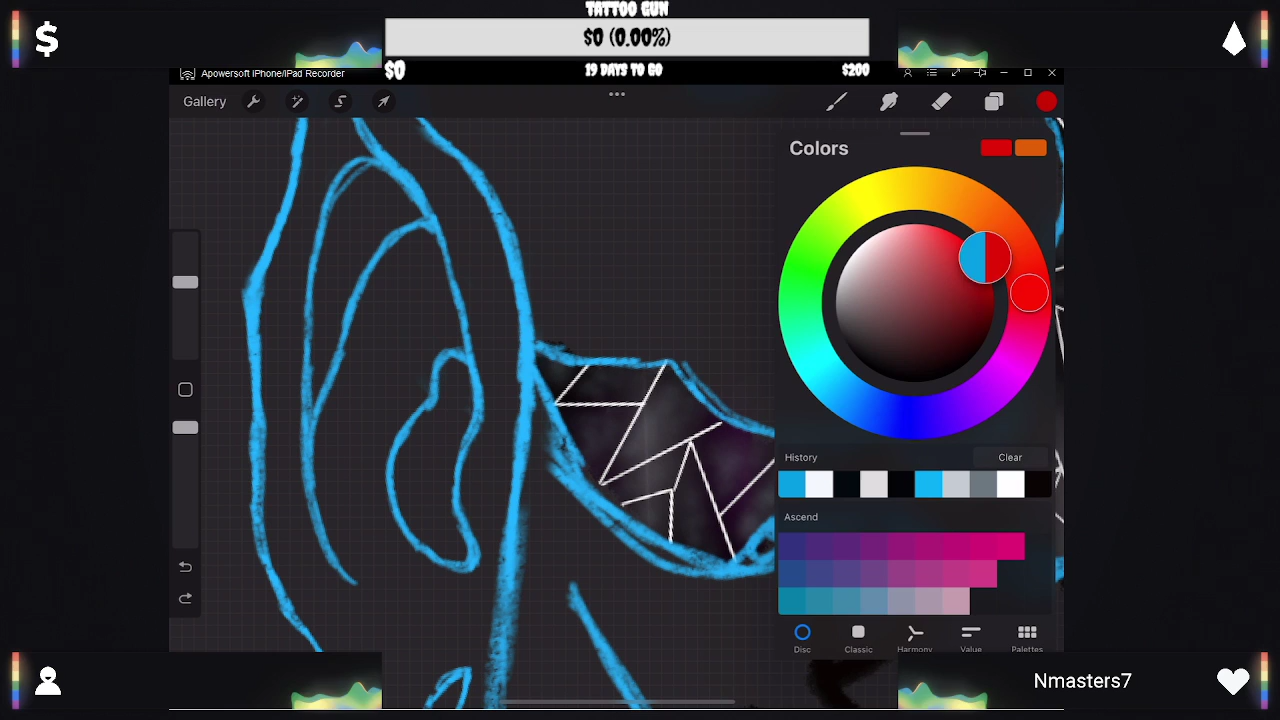 TATTOO GUN
$0 (0.00%)
$0
19 DAYS TO GO
$200
Apowersoft iPhone/iPad Recorder
Gallery
Colors
History
Clear
Ascend
Disc
Classic
Harmony
Value
Palettes
Nmasters7